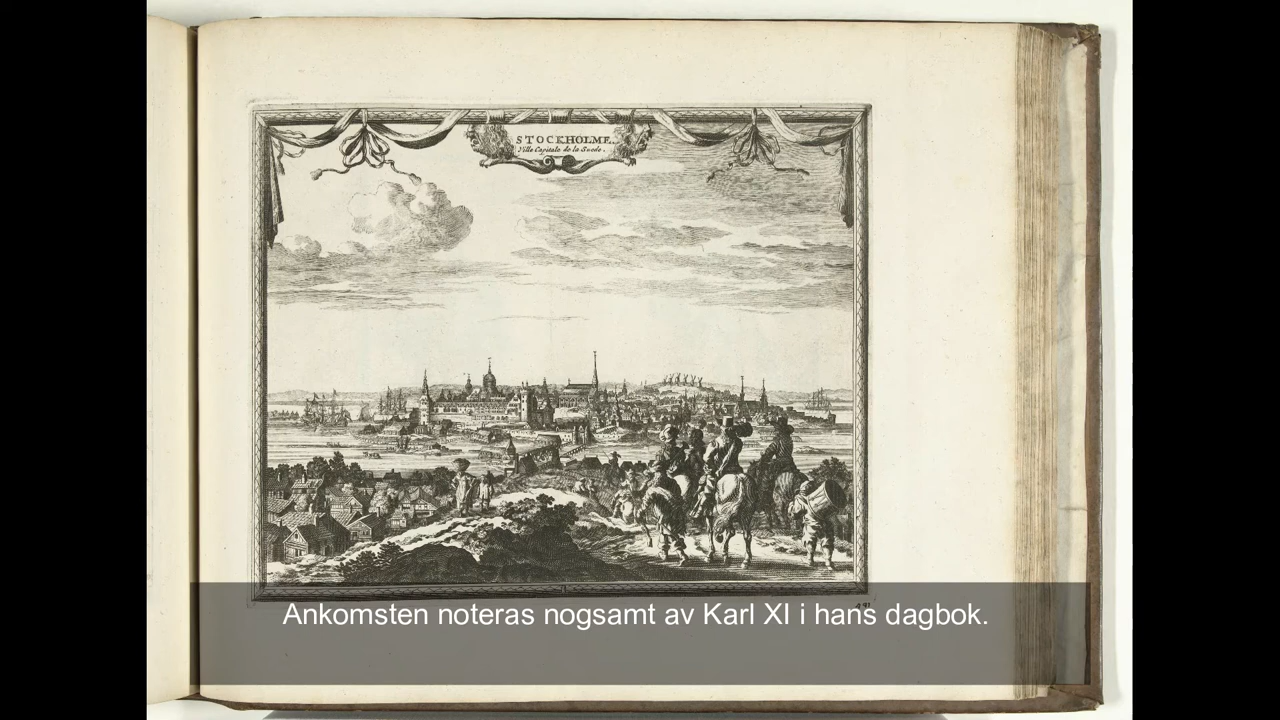 STOCKHOLME.
Ville Capitale de la Suede.
Ankomsten noteras nogsamt av Karl XI i hans dagbok.